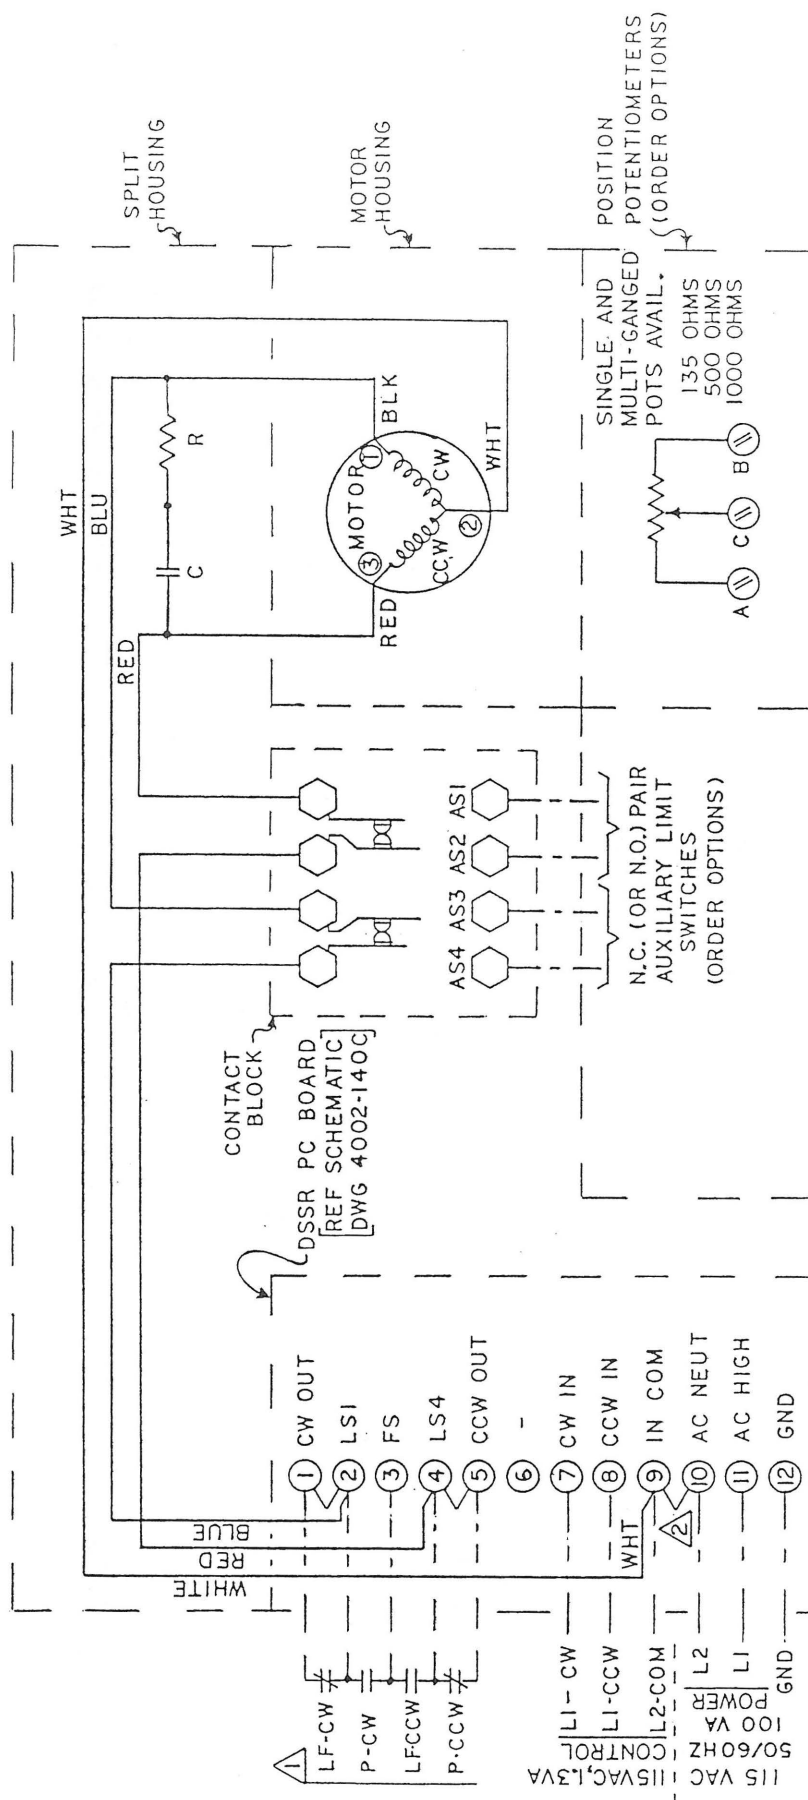 SPLIT
HOUSING
MOTOR
HOUSING
POSITION
POTENTIOMETERS
(ORDER OPTIONS)
WHT
BLU
RED
R
C
BLK
RED
WHT
MOTOR
1
2
3
CW
CCW
SINGLE AND
MULTI-GANGED
POTS AVAIL.
135 OHMS
500 OHMS
1000 OHMS
A
C
B
CONTACT
BLOCK
AS4
AS3
AS2
AS1
N.C. (OR N.O.) PAIR
AUXILIARY LIMIT
SWITCHES
(ORDER OPTIONS)
DSSR PC BOARD
REF SCHEMATIC
DWG 4002-140C
WHITE
RED
BLUE
1 CW OUT
2 LS1
3 FS
4 LS4
5 CCW OUT
6 -
7 CW IN
8 CCW IN
9 IN COM
10 AC NEUT
11 AC HIGH
12 GND
WHT
2
1
LF-CW
P-CW
LF-CCW
P-CCW
L1-CW
L1-CCW
L2-COM
CONTROL
115VAC,1.3VA
L2
L1
GND
POWER
100 VA
50/60HZ
115 VAC